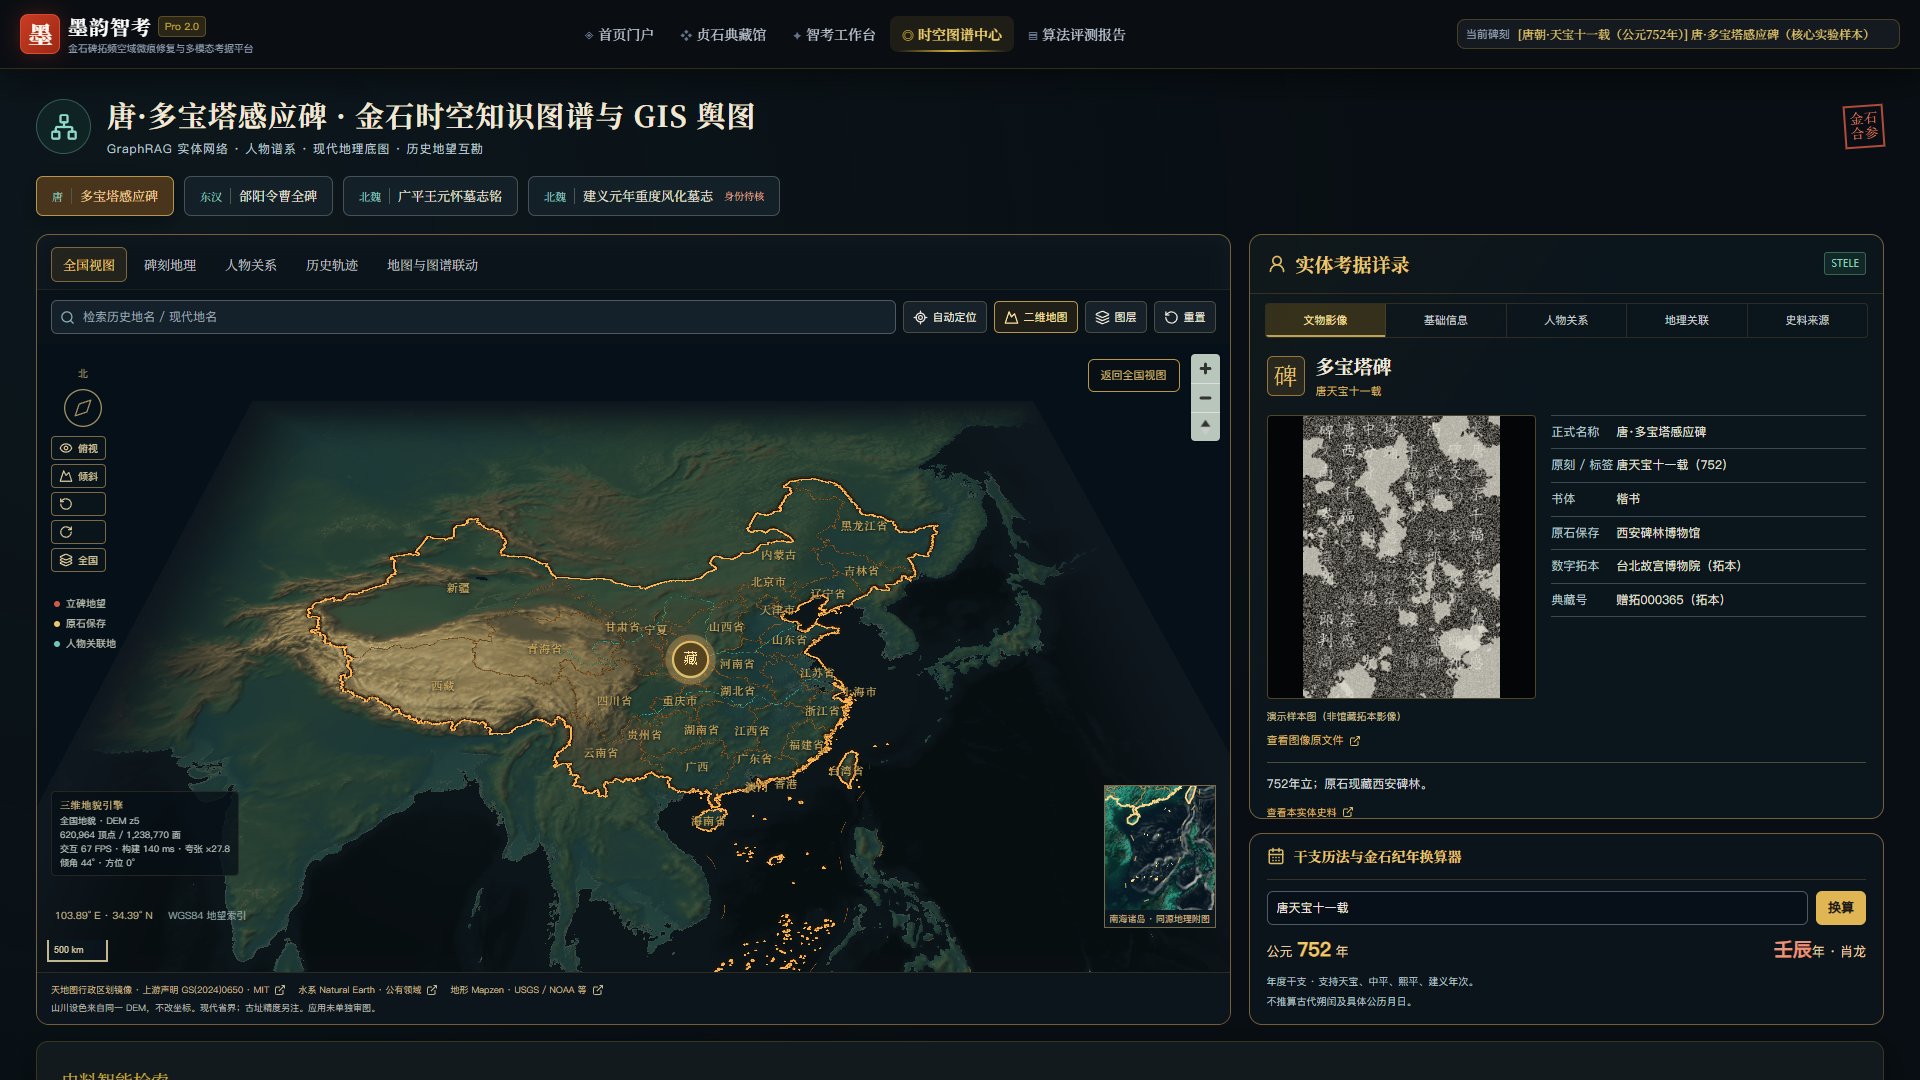 墨
墨韵智考 Pro 2.0
金石碑拓频空域微痕修复与多模态考据平台
首页门户
贞石典藏馆
智考工作台
时空图谱中心
算法评测报告
当前碑刻 [唐朝·天宝十一载（公元752年）] 唐·多宝塔感应碑（核心实验样本）
唐·多宝塔感应碑 · 金石时空知识图谱与 GIS 舆图
GraphRAG 实体网络 · 人物谱系 · 现代地理底图 · 历史地望互勘
金石
合参
唐 多宝塔感应碑
东汉 郃阳令曹全碑
北魏 广平王元怀墓志铭
北魏 建义元年重度风化墓志 身份待核
全国视图
碑刻地理
人物关系
历史轨迹
地图与图谱联动
检索历史地名 / 现代地名
自动定位
二维地图
图层
重置
返回全国视图
北
俯视
倾斜
全国
立碑地望
原石保存
人物关联地
黑龙江省
内蒙古
吉林省
北京市
辽宁省
天津市
新疆
甘肃省
宁夏
山西省
山东省
青海省
藏
河南省
江苏省
西藏
四川省
重庆市
湖北省
上海市
浙江省
贵州省
湖南省
江西省
云南省
福建省
广西
广东省
台湾省
澳门
香港
海南省
三维地貌引擎
全国地貌 · DEM z5
620,964 顶点 / 1,238,770 面
交互 67 FPS · 构建 140 ms · 夸张 ×27.8
倾角 44° · 方位 0°
103.89° E · 34.39° N WGS84 地望索引
500 km
南海诸岛 · 同源地理附图
天地图行政区划镜像 · 上游声明 GS(2024)0650 · MIT 水系 Natural Earth · 公有领域 地形 Mapzen · USGS / NOAA 等
山川设色来自同一 DEM，不改坐标。现代省界；古址精度另注。应用未单独审图。
实体考据详录
STELE
文物影像
基础信息
人物关系
地理关联
史料来源
碑
多宝塔碑
唐天宝十一载
正式名称 唐·多宝塔感应碑
原刻 / 标签 唐天宝十一载（752）
书体 楷书
原石保存 西安碑林博物馆
数字拓本 台北故宫博物院（拓本）
典藏号 赠拓000365（拓本）
演示样本图（非馆藏拓本影像）
查看图像原文件
752年立；原石现藏西安碑林。
查看本实体史料
干支历法与金石纪年换算器
唐天宝十一载
换算
公元 752 年
壬辰年 · 肖龙
年度干支 · 支持天宝、中平、熙平、建义年次。
不推算古代朔闰及具体公历月日。